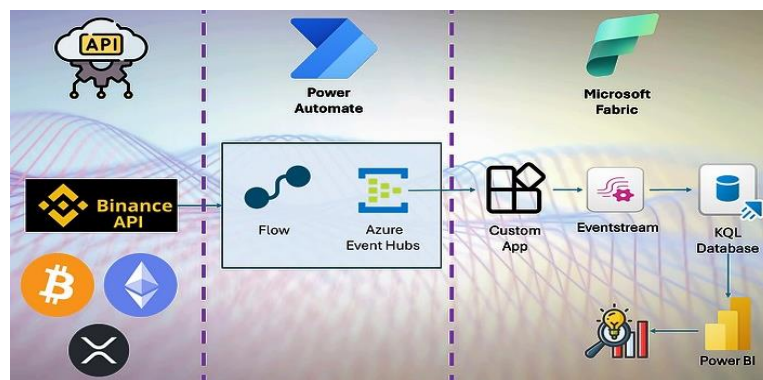 API
Power
Automate
Microsoft
Fabric
Binance
API
Flow
Azure
Event Hubs
Custom
App
Eventstream
KQL
Database
Power BI